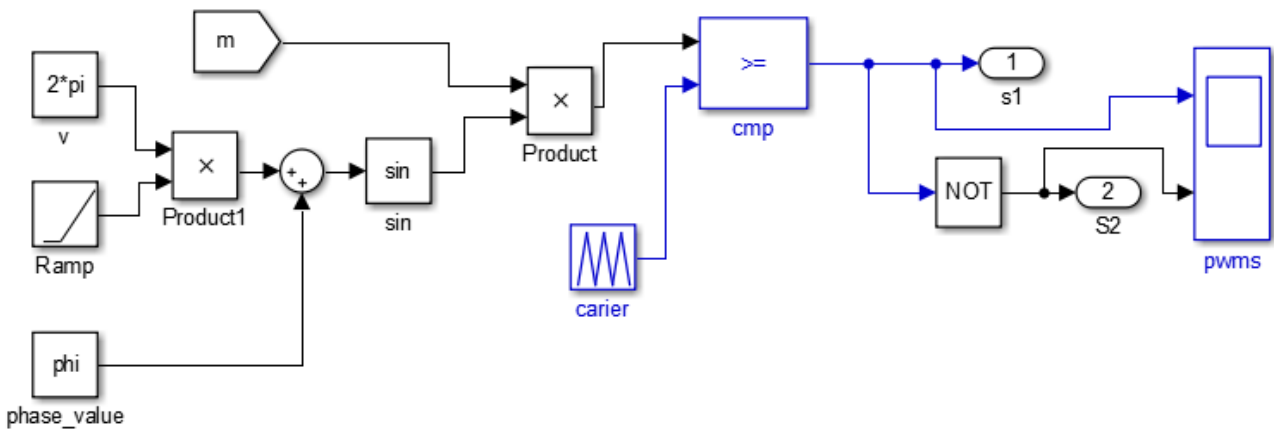 m
2*pi
v
×
Product1
Ramp
phi
phase_value
+
+
sin
sin
×
Product
>=
cmp
carier
1
s1
NOT
2
S2
pwms